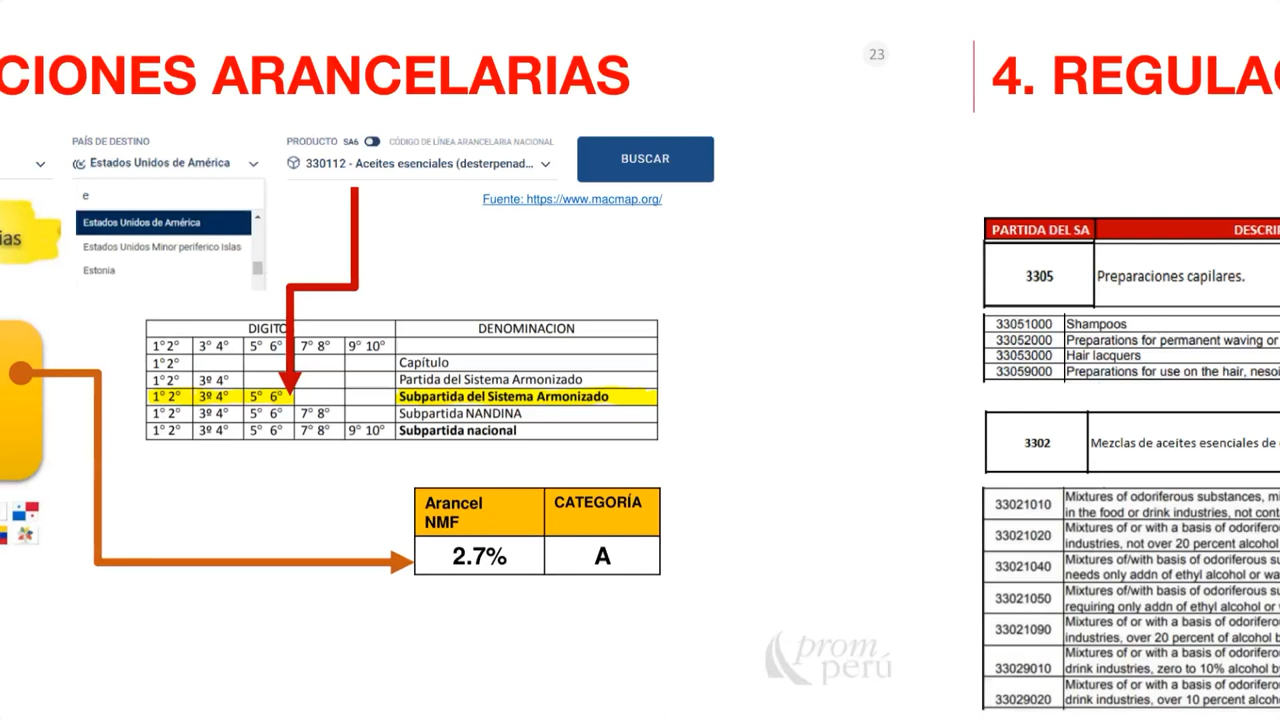 CIONES ARANCELARIAS
23
PAÍS DE DESTINO
PRODUCTO SA6 CÓDIGO DE LÍNEA ARANCELARIA NACIONAL
Estados Unidos de América
330112 - Aceites esenciales (desterpenad...
BUSCAR
e
Estados Unidos de América
Estados Unidos Minor periferico Islas
Estonia
Fuente: https://www.macmap.org/
ias
DIGITO DENOMINACION
1° 2° 3° 4° 5° 6° 7° 8° 9° 10°
1° 2° Capítulo
1° 2° 3º 4° Partida del Sistema Armonizado
1° 2° 3º 4° 5° 6° Subpartida del Sistema Armonizado
1° 2° 3º 4° 5° 6° 7° 8° Subpartida NANDINA
1° 2° 3º 4° 5° 6° 7° 8° 9° 10° Subpartida nacional
Arancel NMF CATEGORÍA
2.7% A
prom
perú
4. REGULAC
PARTIDA DEL SA DESCRI
3305 Preparaciones capilares.
33051000 Shampoos
33052000 Preparations for permanent waving or
33053000 Hair lacquers
33059000 Preparations for use on the hair, nesoi
3302 Mezclas de aceites esenciales de
33021010 Mixtures of odoriferous substances, mi
in the food or drink industries, not cont
33021020 Mixtures of or with a basis of odorifero
industries, not over 20 percent alcohol
33021040 Mixtures of/with basis of odoriferous su
needs only addn of ethyl alcohol or wa
33021050 Mixtures of/with basis of odoriferous su
requiring only addn of ethyl alcohol or
33021090 Mixtures of or with a basis of odorifero
industries, over 20 percent of alcohol b
33029010 Mixtures of or with a basis of odorifero
drink industries, zero to 10% alcohol by
33029020 Mixtures of or with a basis of odorifero
drink industries, over 10 percent alcoho